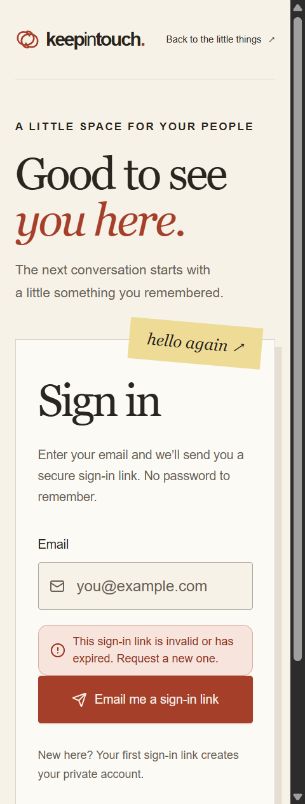 keepintouch.
Back to the little things ↗
A LITTLE SPACE FOR YOUR PEOPLE
Good to see
you here.
The next conversation starts with
a little something you remembered.
hello again ↗
Sign in
Enter your email and we'll send you a
secure sign-in link. No password to
remember.
Email
you@example.com
This sign-in link is invalid or has
expired. Request a new one.
Email me a sign-in link
New here? Your first sign-in link creates
your private account.